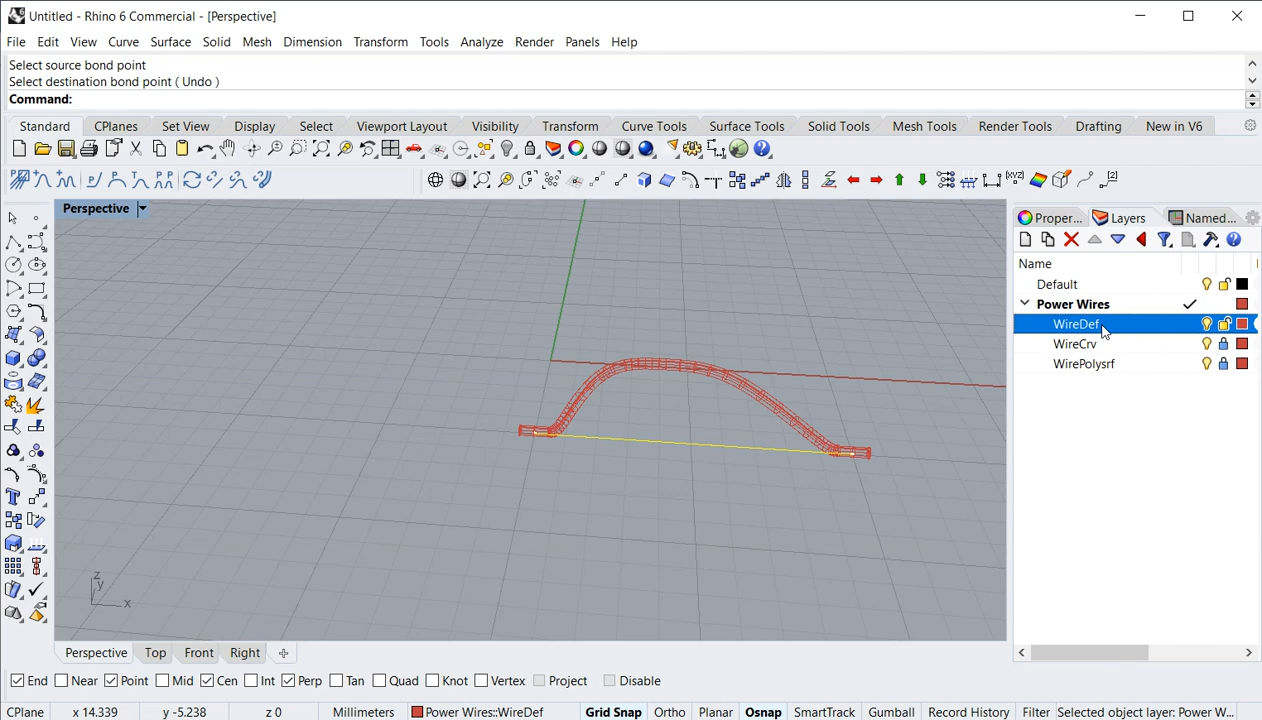 Untitled - Rhino 6 Commercial - [Perspective]
File Edit View Curve Surface Solid Mesh Dimension Transform Tools Analyze Render Panels Help
Select source bond point
Select destination bond point ( Undo )
Command:
Standard CPlanes Set View Display Select Viewport Layout Visibility Transform Curve Tools Surface Tools Solid Tools Mesh Tools Render Tools Drafting New in V6
Perspective
Proper... Layers Named...
Name
Default
Power Wires
WireDef
WireCrv
WirePolysrf
z
y
x
Perspective Top Front Right
End Near Point Mid Cen Int Perp Tan Quad Knot Vertex Project Disable
CPlane x 14.339 y -5.238 z 0 Millimeters Power Wires::WireDef Grid Snap Ortho Planar Osnap SmartTrack Gumball Record History Filter Selected object layer: Power W...